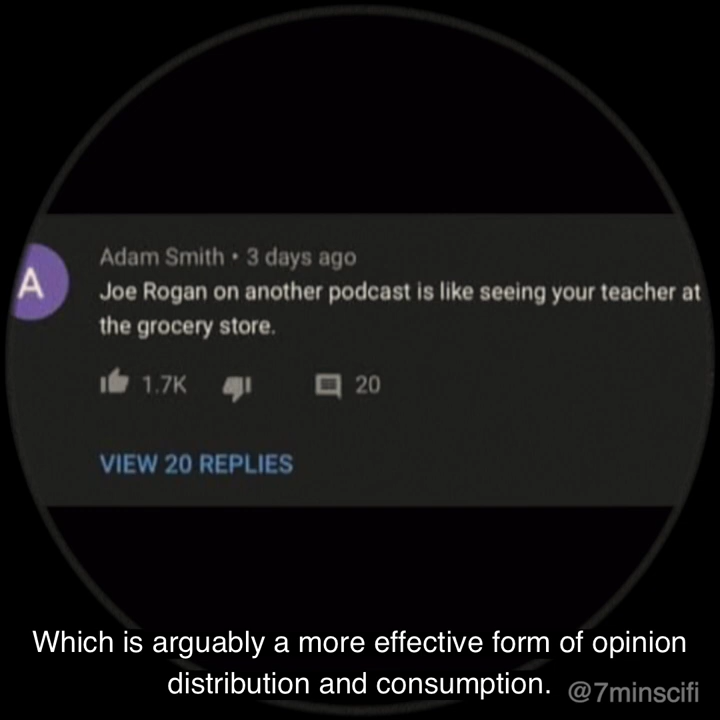 A
Adam Smith • 3 days ago
Joe Rogan on another podcast is like seeing your teacher at
the grocery store.
1.7K 20
VIEW 20 REPLIES
Which is arguably a more effective form of opinion
distribution and consumption.
@7minscifi